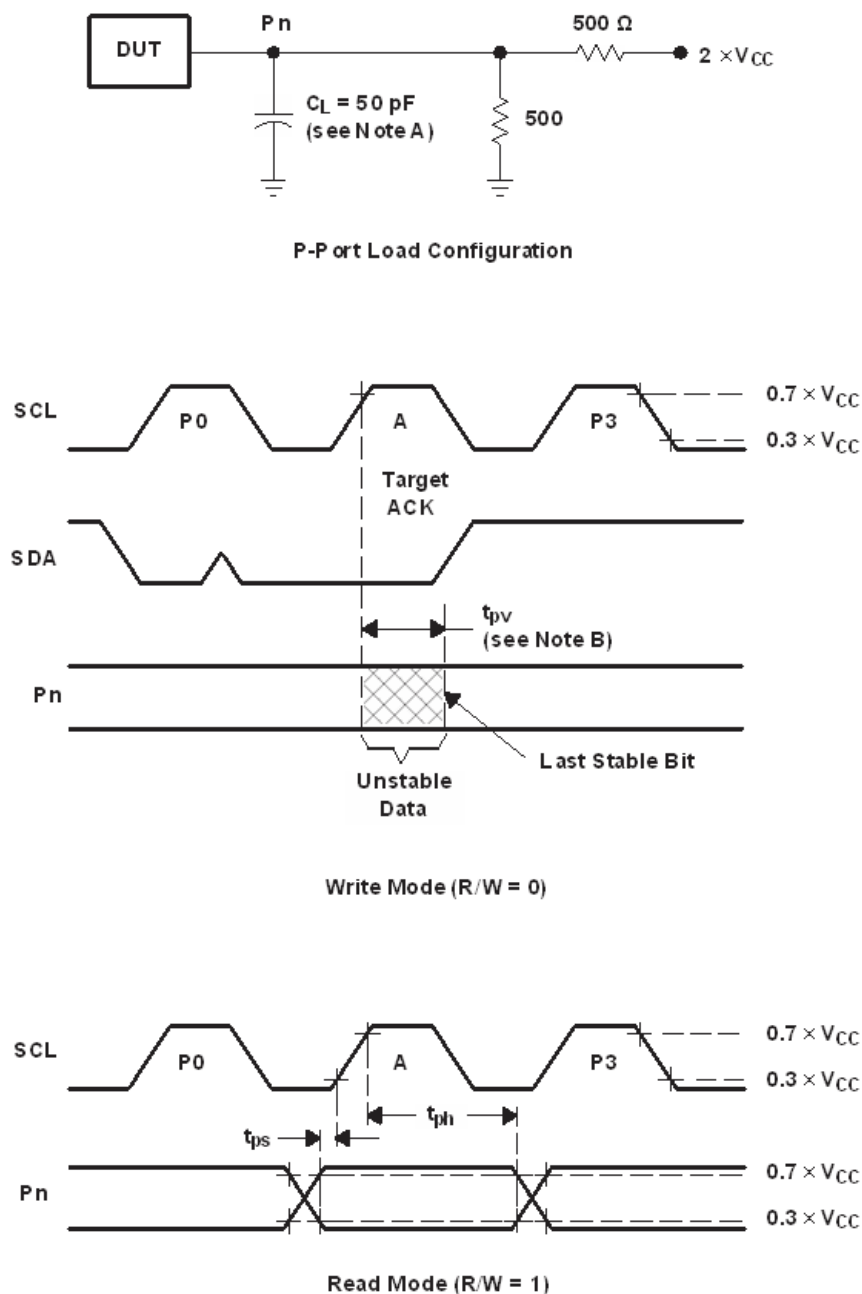 Pn
500 Ω
DUT
2 × VCC
CL = 50 pF
(see Note A)
500
P-Port Load Configuration
SCL
P0
A
P3
0.7 × VCC
0.3 × VCC
Target
ACK
SDA
tpv
(see Note B)
Pn
Unstable
Data
Last Stable Bit
Write Mode (R/W = 0)
SCL
P0
A
P3
0.7 × VCC
0.3 × VCC
tps
tph
Pn
0.7 × VCC
0.3 × VCC
Read Mode (R/W = 1)